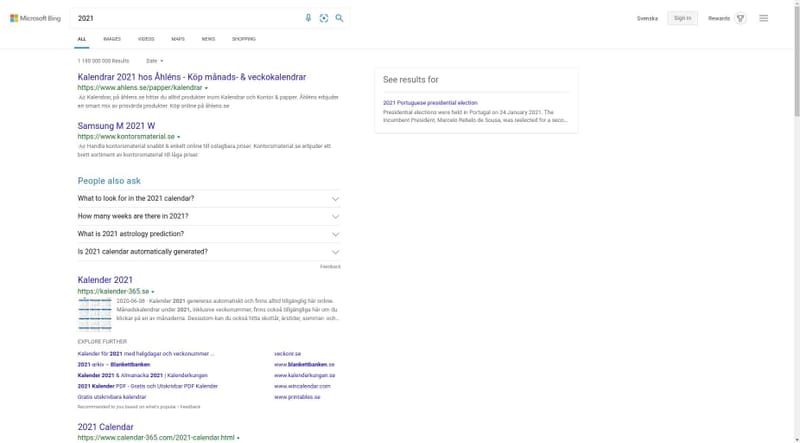 Microsoft Bing
2021
Svenska
Sign in
Rewards
ALL
IMAGES
VIDEOS
MAPS
NEWS
SHOPPING
1 180 000 000 Results
Date
Kalendrar 2021 hos Åhléns - Köp månads- & veckokalendrar
https://www.ahlens.se/papper/kalendrar
Ad Kalendrar, på åhlens.se hittar du alltid produkter inom Kalendrar och Kontor & papper. Åhléns erbjuder
en smart mix av prisvärda produkter. Köp online på åhlens.se
Samsung M 2021 W
https://www.kontorsmaterial.se
Ad Handla kontorsmaterial snabbt & enkelt online till oslagbara priser. Kontorsmaterial.se erbjuder ett
brett sortiment av kontorsmaterial till låga priser
See results for
2021 Portuguese presidential election
Presidential elections were held in Portugal on 24 January 2021. The
incumbent President, Marcelo Rebelo de Sousa, was reelected for a seco…
People also ask
What to look for in the 2021 calendar?
How many weeks are there in 2021?
What is 2021 astrology prediction?
Is 2021 calendar automatically generated?
Feedback
Kalender 2021
https://kalender-365.se
2020-06-08 · Kalender 2021 genereras automatiskt och finns alltid tillgänglig här online.
Månadskalendrar under 2021, inklusive veckonummer, finns också tillgängliga här om du
klickar på en av månaderna. Dessutom kan du också hitta skottår, årstider, sommar- och…
EXPLORE FURTHER
Kalender för 2021 med helgdagar och veckonummer ... veckonr.se
2021 arkiv – Blankettbanken www.blankettbanken.se
Kalender 2021 & Almanacka 2021 | Kalenderkungen www.kalenderkungen.se
2021 Kalender PDF - Gratis och Utskrivbar PDF Kalender www.wincalendar.com
Gratis utskrivbara kalendrar www.printables.se
Recommended to you based on what's popular • Feedback
2021 Calendar
https://www.calendar-365.com/2021-calendar.html